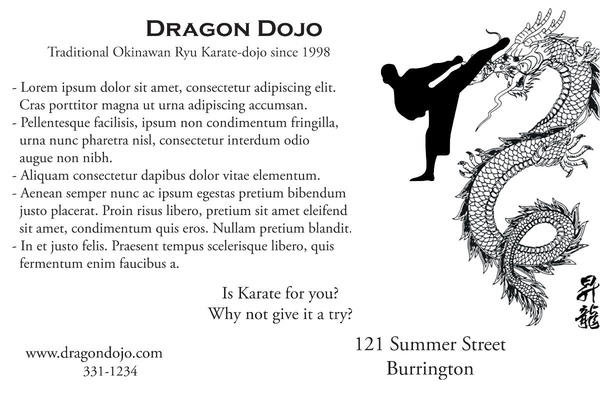 DRAGON DOJO
Traditional Okinawan Ryu Karate-dojo since 1998
- Lorem ipsum dolor sit amet, consectetur adipiscing elit.
Cras porttitor magna ut urna adipiscing accumsan.
- Pellentesque facilisis, ipsum non condimentum fringilla,
urna nunc pharetra nisl, consectetur interdum odio
augue non nibh.
- Aliquam consectetur dapibus dolor vitae elementum.
- Aenean semper nunc ac ipsum egestas pretium bibendum
justo placerat. Proin risus libero, pretium sit amet eleifend
sit amet, condimentum quis eros. Nullam pretium blandit.
- In et justo felis. Praesent tempus scelerisque libero, quis
fermentum enim faucibus a.
Is Karate for you?
Why not give it a try?
昇
龍
121 Summer Street
Burrington
www.dragondojo.com
331-1234